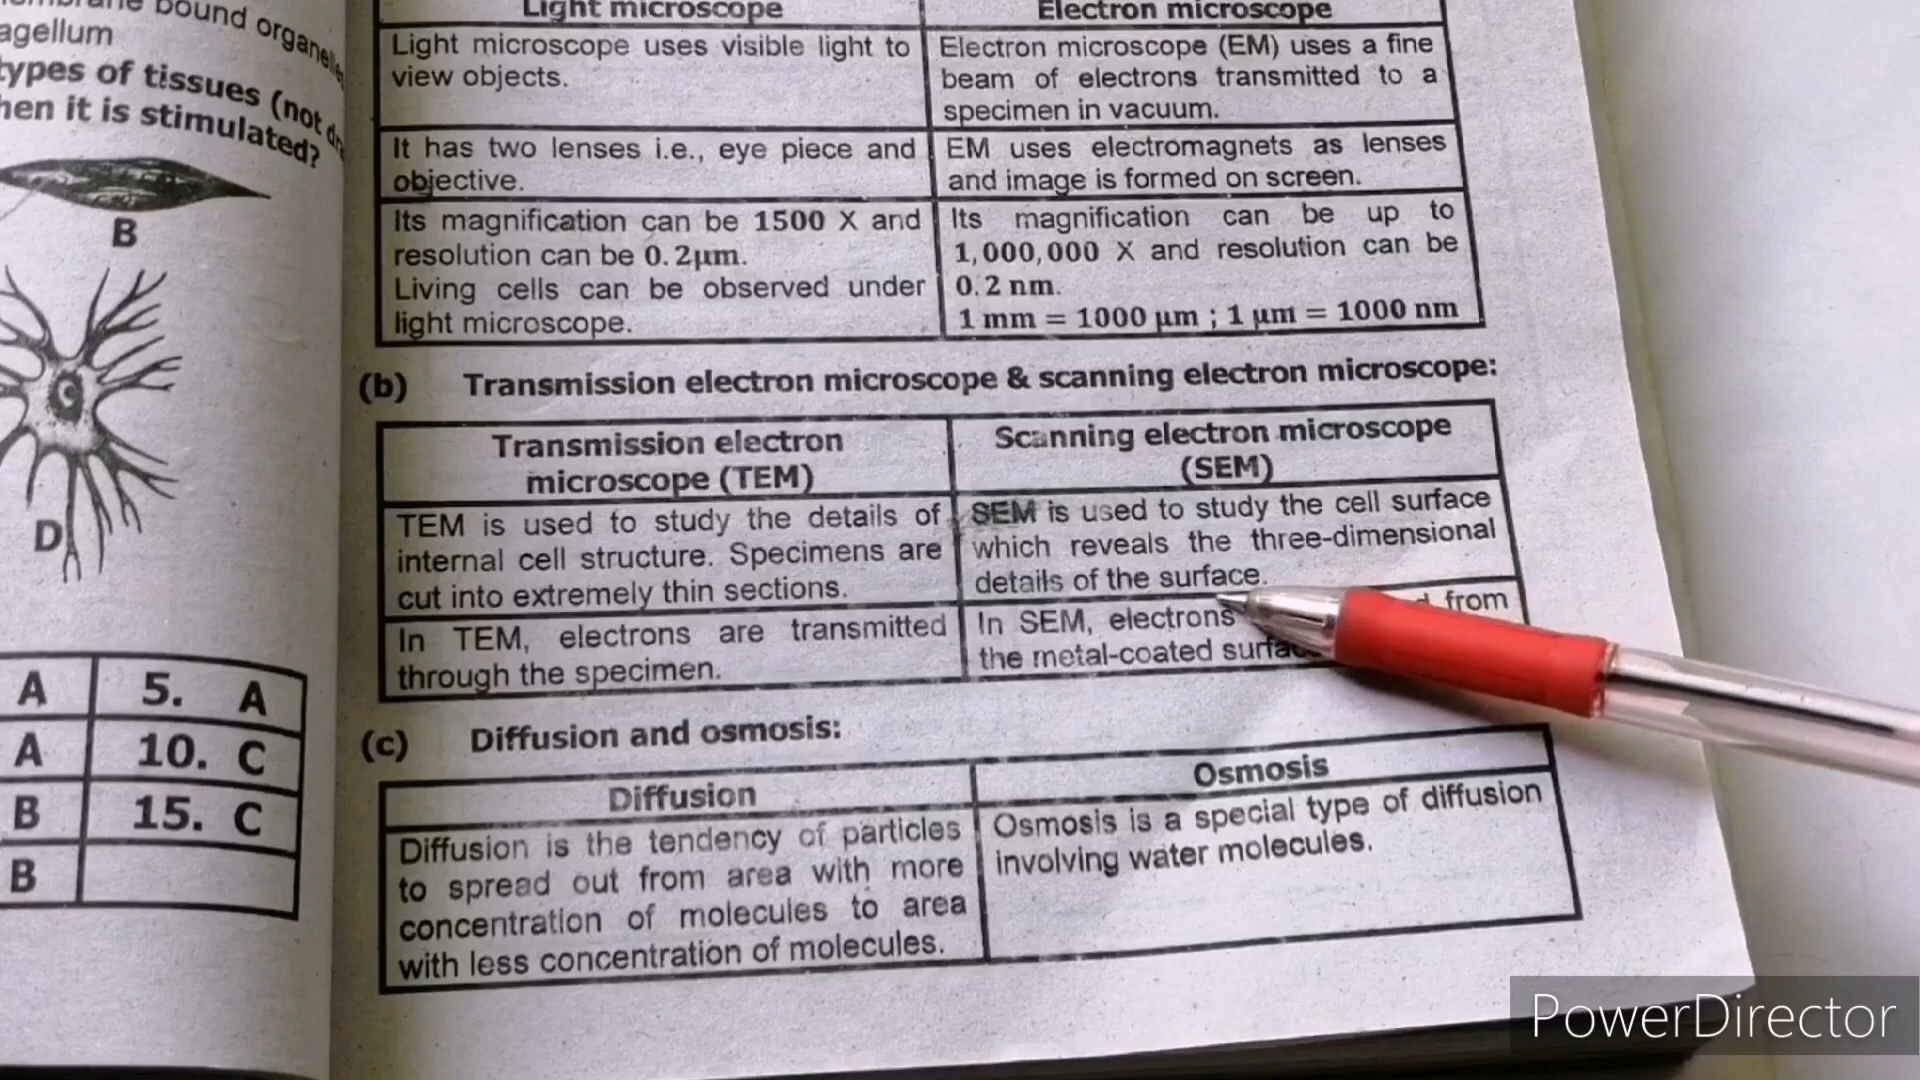 bound organelles
agellum
types of tissues (not
hen it is stimulated?
B
D
A 5. A
A 10. C
B 15. C
B
Light microscope Electron microscope
Light microscope uses visible light to
view objects.
Electron microscope (EM) uses a fine
beam of electrons transmitted to a
specimen in vacuum.
It has two lenses i.e., eye piece and
objective.
EM uses electromagnets as lenses
and image is formed on screen.
Its magnification can be 1500 X and
resolution can be 0.2μm.
Living cells can be observed under
light microscope.
Its magnification can be up to
1,000,000 X and resolution can be
0.2 nm.
1 mm = 1000 μm ; 1 μm = 1000 nm
(b) Transmission electron microscope & scanning electron microscope:
Transmission electron
microscope (TEM)
Scanning electron microscope
(SEM)
TEM is used to study the details of
internal cell structure. Specimens are
cut into extremely thin sections.
SEM is used to study the cell surface
which reveals the three-dimensional
details of the surface.
In TEM, electrons are transmitted
through the specimen.
In SEM, electrons from
the metal-coated
(c) Diffusion and osmosis:
Diffusion Osmosis
Diffusion is the tendency of particles
to spread out from area with more
concentration of molecules to area
with less concentration of molecules.
Osmosis is a special type of diffusion
involving water molecules.
PowerDirector